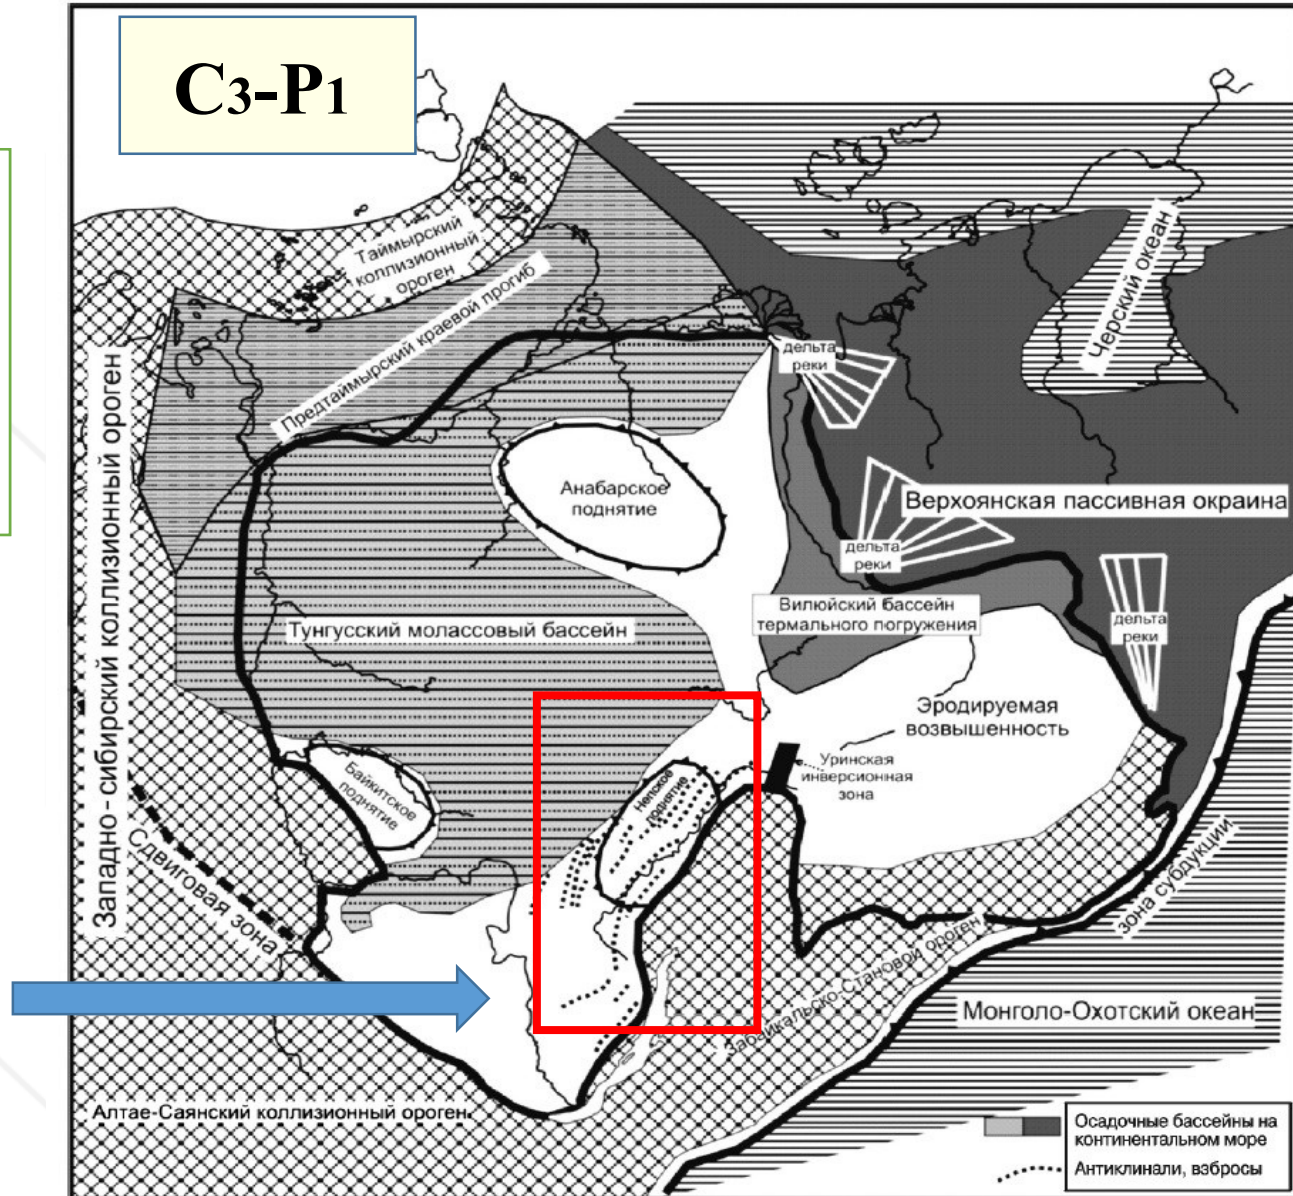 C3-P1
Таймырский
коллизионный
ороген
Предтаймырский краевой прогиб
Черский океан
дельта
реки
Западно-сибирский коллизионный ороген
Анабарское
поднятие
Верхоянская пассивная окраина
дельта
реки
Вилюйский бассейн
термального погружения
дельта
реки
Тунгусский молассовый бассейн
Эродируемая
возвышенность
Уринская
инверсионная
зона
Байкитское
поднятие
Непское
поднятие
Сдвиговая зона
зона субдукции
Забайкальско-Становой ороген
Монголо-Охотский океан
Алтае-Саянский коллизионный ороген
Осадочные бассейны на
континентальном море
Антиклинали, взбросы